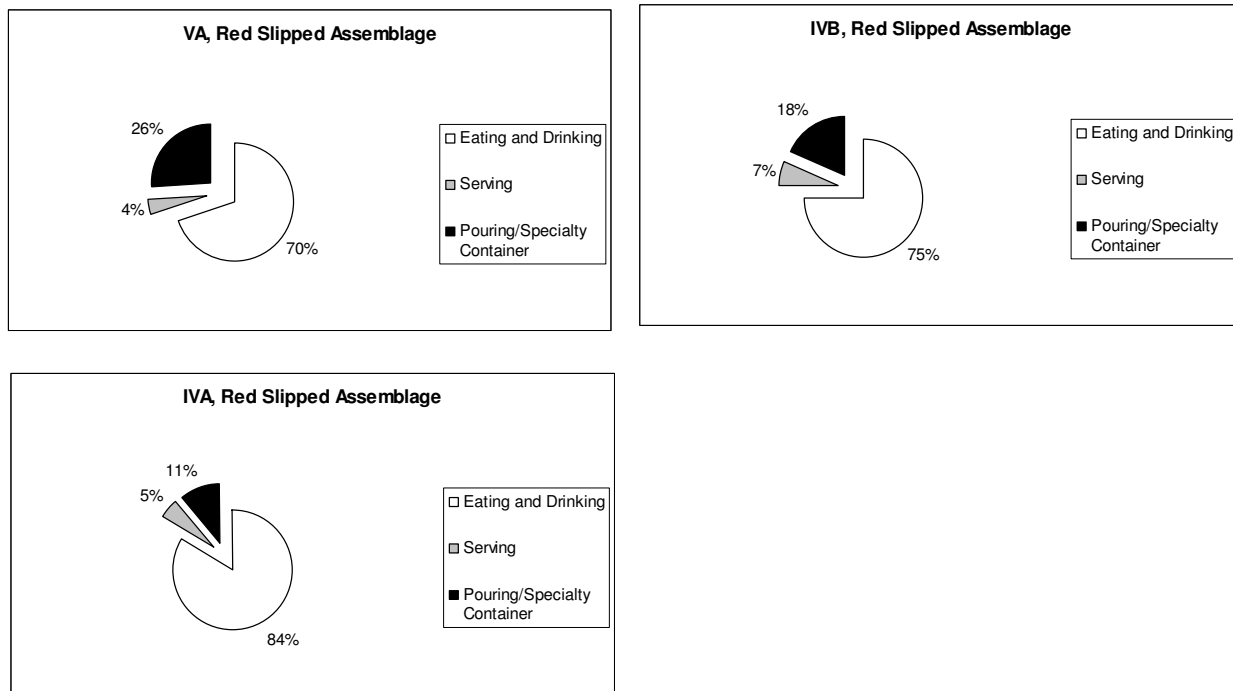 VA, Red Slipped Assemblage
26%
4%
70%
Eating and Drinking
Serving
Pouring/Specialty
Container
IVB, Red Slipped Assemblage
18%
7%
75%
Eating and Drinking
Serving
Pouring/Specialty
Container
IVA, Red Slipped Assemblage
11%
5%
84%
Eating and Drinking
Serving
Pouring/Specialty
Container